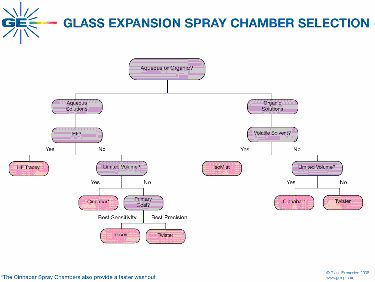 GE
GLASS EXPANSION SPRAY CHAMBER SELECTION
Aqueous or Organic?
Aqueous
Solutions
Organic
Solutions
HF?
Volatile Solvent?
Yes
No
Yes
No
HF Tracey
Limited Volume?
IsoMist
Limited Volume?
Yes
No
Yes
No
Cinnabar*
Primary
Goal?
Cinnabar*
Twister
Best Sensitivity
Best Precision
Twister
*The Cinnabar Spray Chambers also provide a faster washout